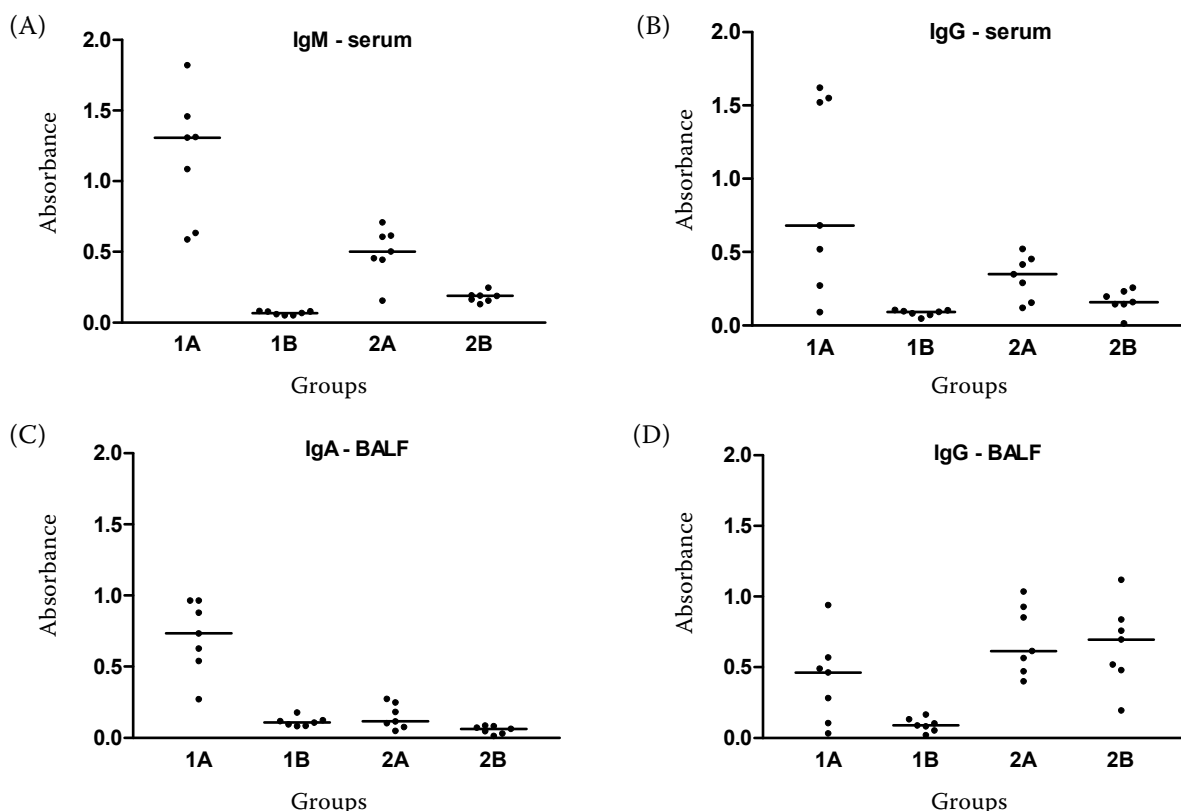 (A)
IgM - serum
Absorbance
2.0
1.5
1.0
0.5
0.0
1A 1B 2A 2B
Groups
(B)
IgG - serum
Absorbance
2.0
1.5
1.0
0.5
0.0
1A 1B 2A 2B
Groups
(C)
IgA - BALF
Absorbance
2.0
1.5
1.0
0.5
0.0
1A 1B 2A 2B
Groups
(D)
IgG - BALF
Absorbance
2.0
1.5
1.0
0.5
0.0
1A 1B 2A 2B
Groups